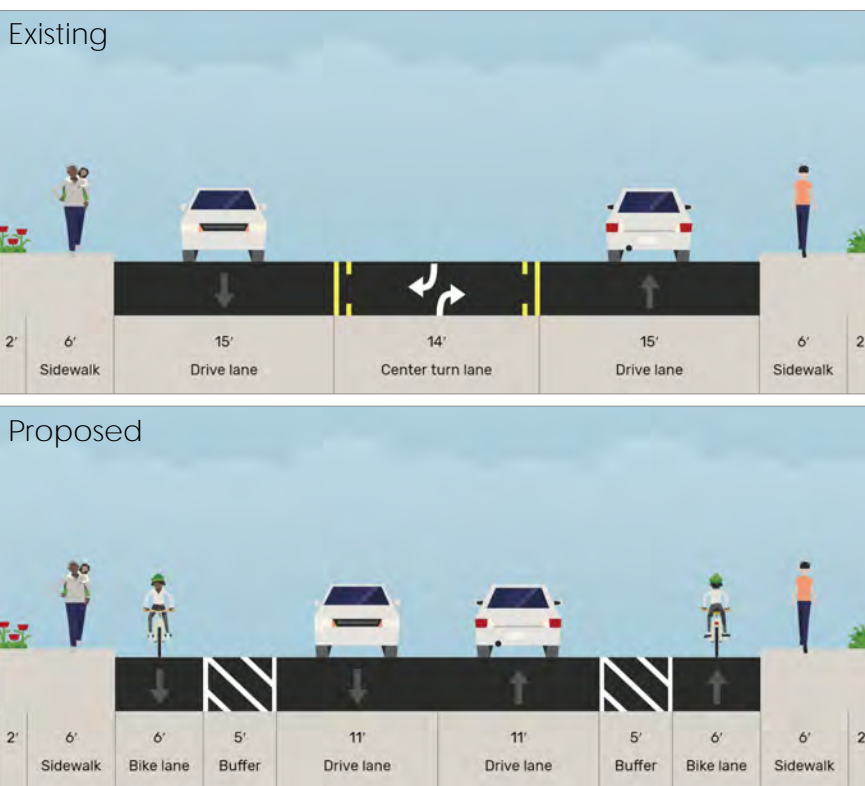 Existing
2' 6' 15' 14' 15' 6' 2
Sidewalk Drive lane Center turn lane Drive lane Sidewalk
Proposed
2' 6' 6' 5' 11' 11' 5' 6' 6' 2
Sidewalk Bike lane Buffer Drive lane Drive lane Buffer Bike lane Sidewalk